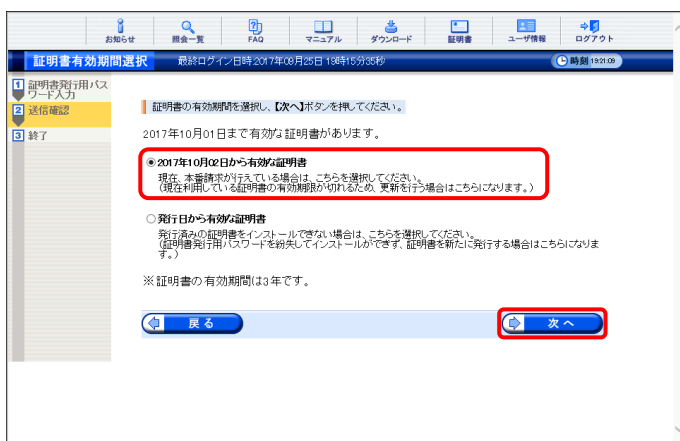 お知らせ 照会一覧 FAQ マニュアル ダウンロード 証明書 ユーザ情報 ログアウト
証明書有効期間選択 最終ログイン日時:2017年09月25日 19時15分35秒 時刻 19:21:09
1 証明書発行用パスワード入力
2 送信確認
3 終了
証明書の有効期間を選択し、【次へ】ボタンを押してください。
2017年10月01日まで有効な証明書があります。
2017年10月02日から有効な証明書
現在、本番請求が行えている場合は、こちらを選択してください。
(現在利用している証明書の有効期限が切れるため、更新を行う場合はこちらになります。)
発行日から有効な証明書
発行済みの証明書をインストールできない場合は、こちらを選択してください。
(証明書発行用パスワードを紛失してインストールができず、証明書を新たに発行する場合はこちらになりま
す。)
※証明書の有効期間は3年です。
戻る 次へ